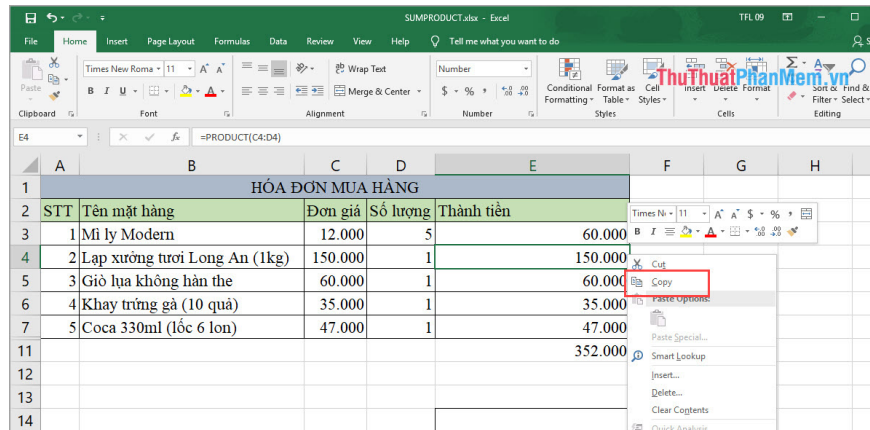 SUMPRODUCT.xlsx - Excel
TFL 09
File Home Insert Page Layout Formulas Data Review View Help Tell me what you want to do
Times New Roma 11 A A Wrap Text Number Σ
ThuThuatPhanMem.vn
Paste B I U A Merge & Center $ % , Conditional Format as Cell Insert Delete Format Sort & Find &
Formatting Table Styles Filter Select
Clipboard Font Alignment Number Styles Cells Editing
E4 fx =PRODUCT(C4:D4)
A B C D E F G H
1 HÓA ĐƠN MUA HÀNG
2 STT Tên mặt hàng Đơn giá Số lượng Thành tiền
3 1 Mì ly Modern 12.000 5 60.000
4 2 Lạp xưởng tươi Long An (1kg) 150.000 1 150.000
5 3 Giò lụa không hàn the 60.000 1 60.000
6 4 Khay trứng gà (10 quả) 35.000 1 35.000
7 5 Coca 330ml (lốc 6 lon) 47.000 1 47.000
11 352.000
12
13
14
Times N 11 A A $ % ,
B I A
Cut
Copy
Paste Options:
Paste Special...
Smart Lookup
Insert...
Delete...
Clear Contents
Quick Analysis